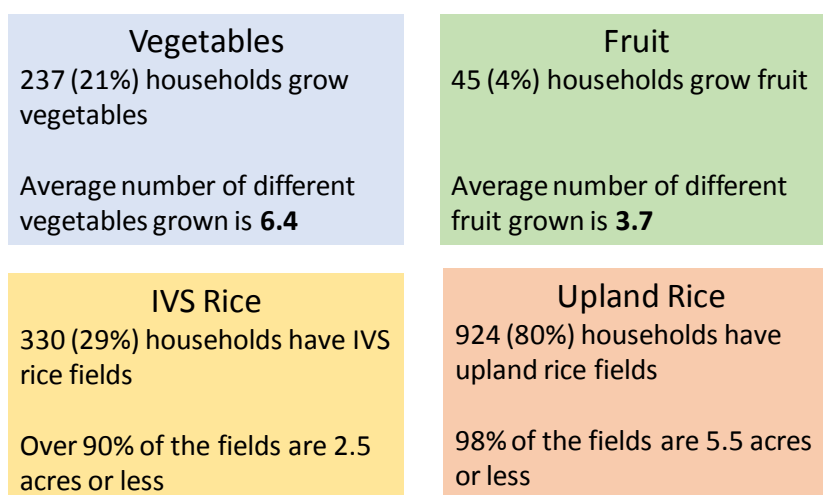 Vegetables
237 (21%) households grow
vegetables
Average number of different
vegetables grown is 6.4
Fruit
45 (4%) households grow fruit
Average number of different
fruit grown is 3.7
IVS Rice
330 (29%) households have IVS
rice fields
Over 90% of the fields are 2.5
acres or less
Upland Rice
924 (80%) households have
upland rice fields
98% of the fields are 5.5 acres
or less